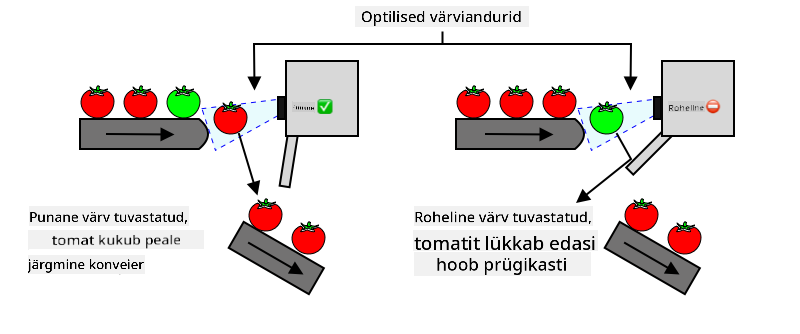 Optilised värviandurid
Roheline
Punane värv tuvastatud,
tomat kukub peale
järgmine konveier
Roheline värv tuvastatud,
tomatit lükkab edasi
hoob prügikasti